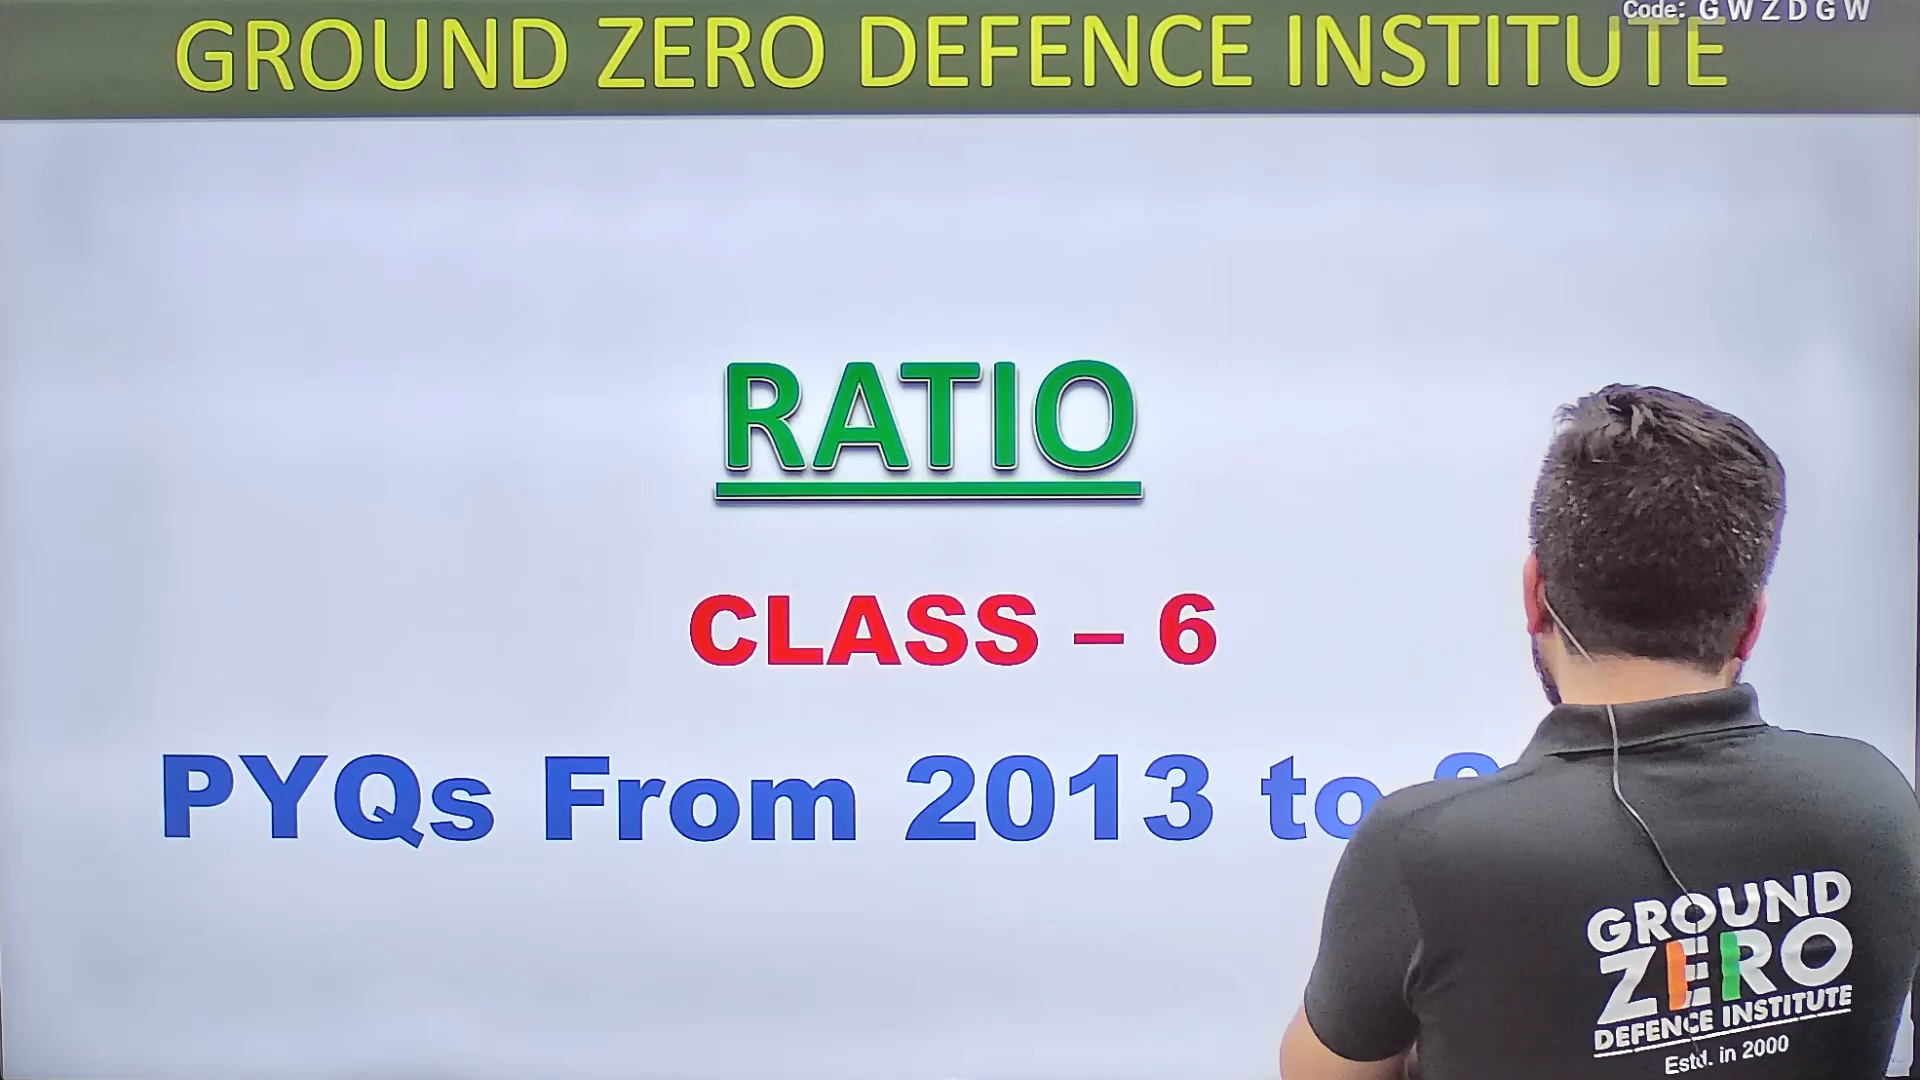 Code: GWZDGW
GROUND ZERO DEFENCE INSTITUTE
RATIO
CLASS – 6
PYQs From 2013 to
GROUND
ZERO
DEFENCE INSTITUTE
Estd. in 2000